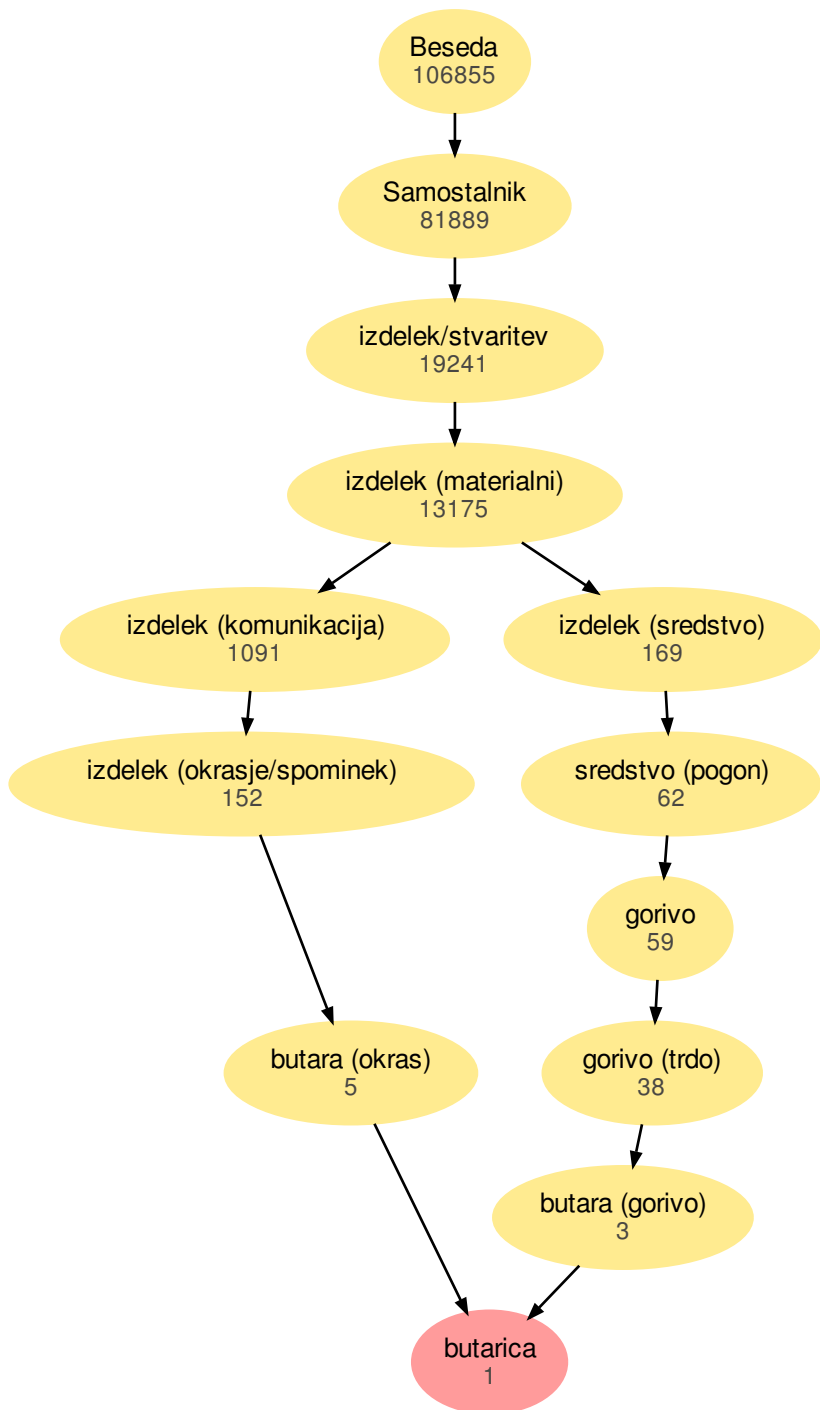 Beseda
106855
Samostalnik
81889
izdelek/stvaritev
19241
izdelek (materialni)
13175
izdelek (komunikacija)
1091
izdelek (sredstvo)
169
izdelek (okrasje/spominek)
152
sredstvo (pogon)
62
gorivo
59
butara (okras)
5
gorivo (trdo)
38
butara (gorivo)
3
butarica
1